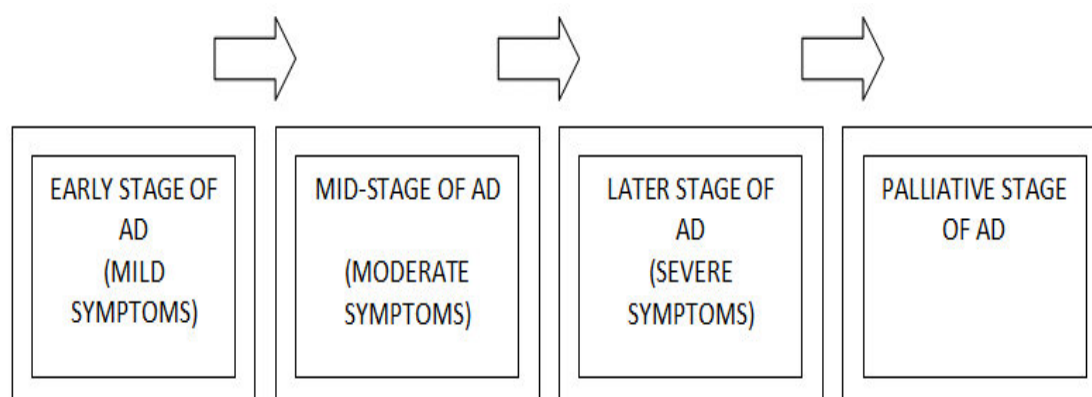 EARLY STAGE OF
AD
(MILD
SYMPTOMS)
MID-STAGE OF AD
(MODERATE
SYMPTOMS)
LATER STAGE OF
AD
(SEVERE
SYMPTOMS)
PALLIATIVE STAGE
OF AD